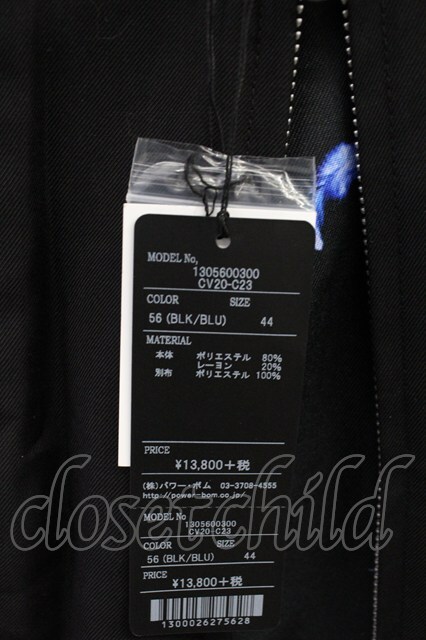 MODEL No,
1305600300
CV20-C23
COLOR SIZE
56 (BLK/BLU) 44
MATERIAL
本体 ポリエステル 80%
レーヨン 20%
別布 ポリエステル 100%
PRICE
¥13,800+税
(株)パワー・ボム 03-3708-4555
http://power-bom.co.jp/
closetchild
MODEL No
1305600300
CV20-C23
COLOR SIZE
56 (BLK/BLU) 44
PRICE
¥13,800+税
1300026275628